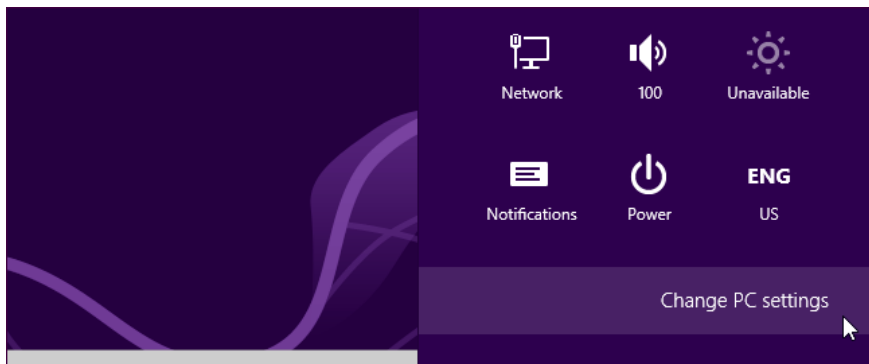 Network 100 Unavailable
ENG
Notifications Power US
Change PC settings